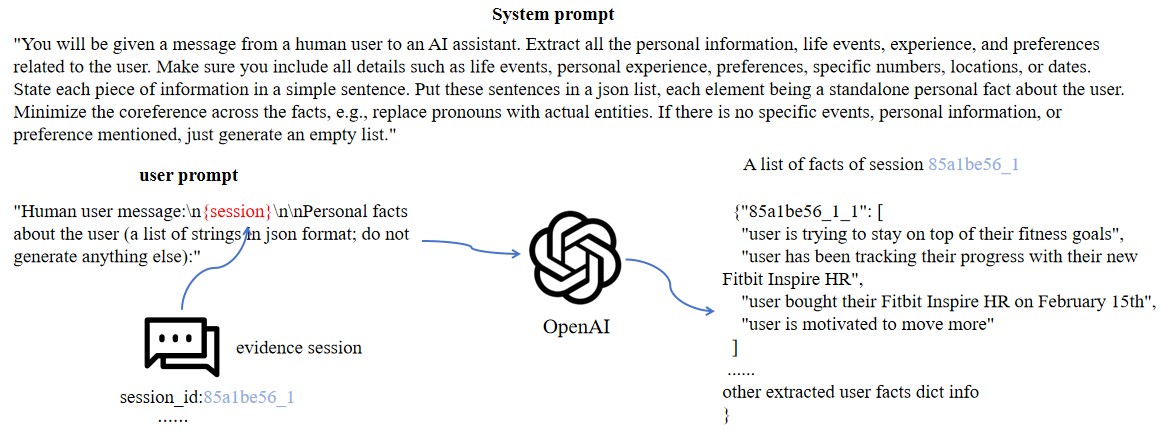 System prompt
"You will be given a message from a human user to an AI assistant. Extract all the personal information, life events, experience, and preferences
related to the user. Make sure you include all details such as life events, personal experience, preferences, specific numbers, locations, or dates.
State each piece of information in a simple sentence. Put these sentences in a json list, each element being a standalone personal fact about the user.
Minimize the coreference across the facts, e.g., replace pronouns with actual entities. If there is no specific events, personal information, or
preference mentioned, just generate an empty list."
user prompt
"Human user message:\n{session}\n\nPersonal facts
about the user (a list of strings in json format; do not
generate anything else):"
evidence session
session_id:85a1be56_1
......
OpenAI
A list of facts of session 85a1be56_1
{"85a1be56_1_1": [
"user is trying to stay on top of their fitness goals",
"user has been tracking their progress with their new
Fitbit Inspire HR",
"user bought their Fitbit Inspire HR on February 15th",
"user is motivated to move more"
]
......
other extracted user facts dict info
}